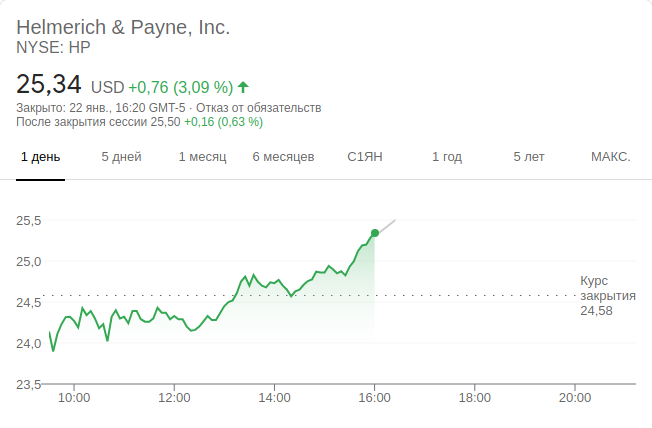 Helmerich & Payne, Inc.
NYSE: HP
25,34 USD +0,76 (3,09 %)
Закрыто: 22 янв., 16:20 GMT-5 · Отказ от обязательств
После закрытия сессии 25,50 +0,16 (0,63 %)
1 день 5 дней 1 месяц 6 месяцев С1ЯН 1 год 5 лет МАКС.
25,5
25,0
24,5
24,0
23,5
Курс
закрытия
24,58
10:00 12:00 14:00 16:00 18:00 20:00